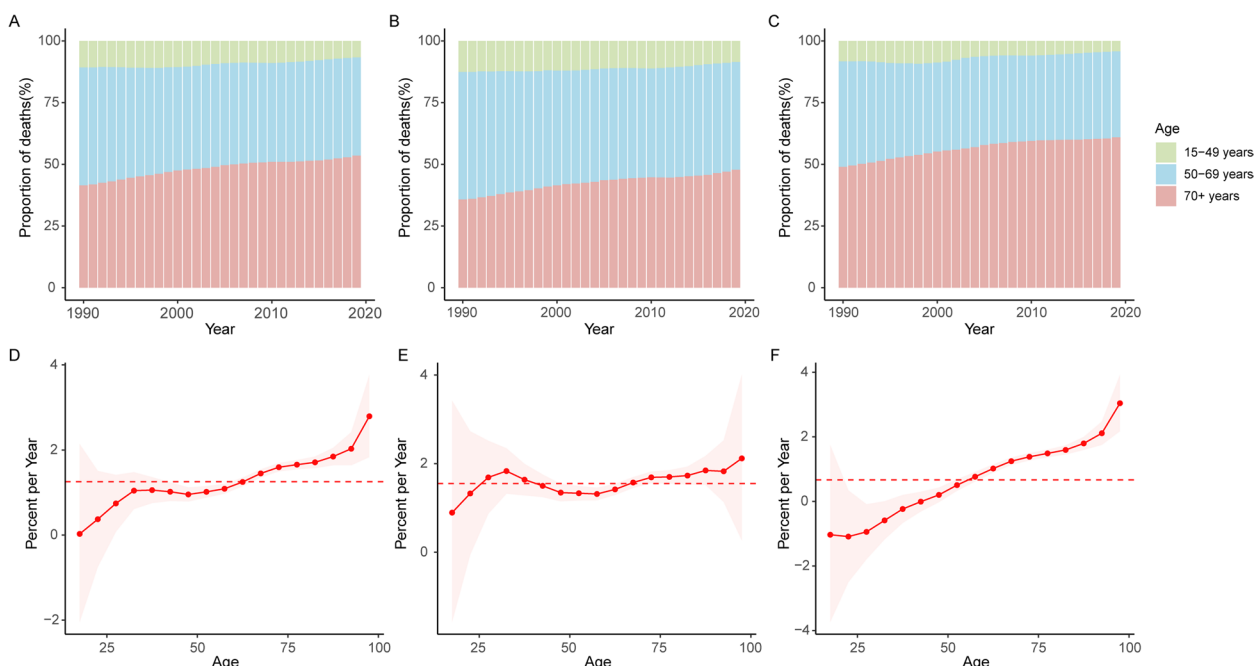 A
B
C
Proportion of deaths(%)
100
75
50
25
0
1990
2000
2010
2020
Year
Proportion of deaths(%)
100
75
50
25
0
1990
2000
2010
2020
Year
Proportion of deaths(%)
100
75
50
25
0
1990
2000
2010
2020
Year
Age
15−49 years
50−69 years
70+ years
D
E
F
Percent per Year
4
2
0
−2
25
50
75
100
Age
Percent per Year
4
2
0
25
50
75
100
Age
Percent per Year
4
2
0
−2
−4
25
50
75
100
Age